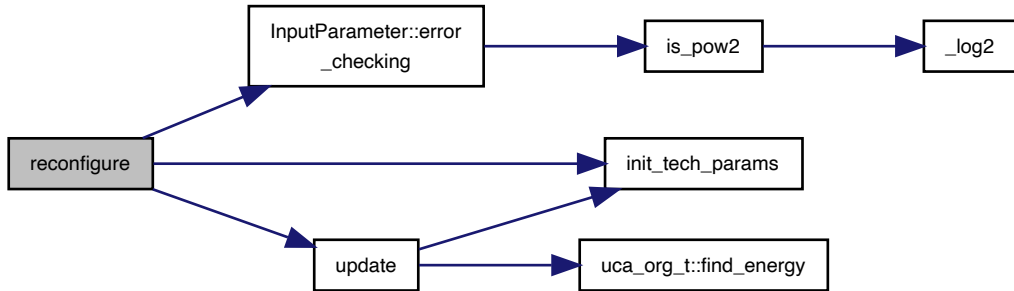 InputParameter::error
_checking
is_pow2
_log2
reconfigure
init_tech_params
update
uca_org_t::find_energy